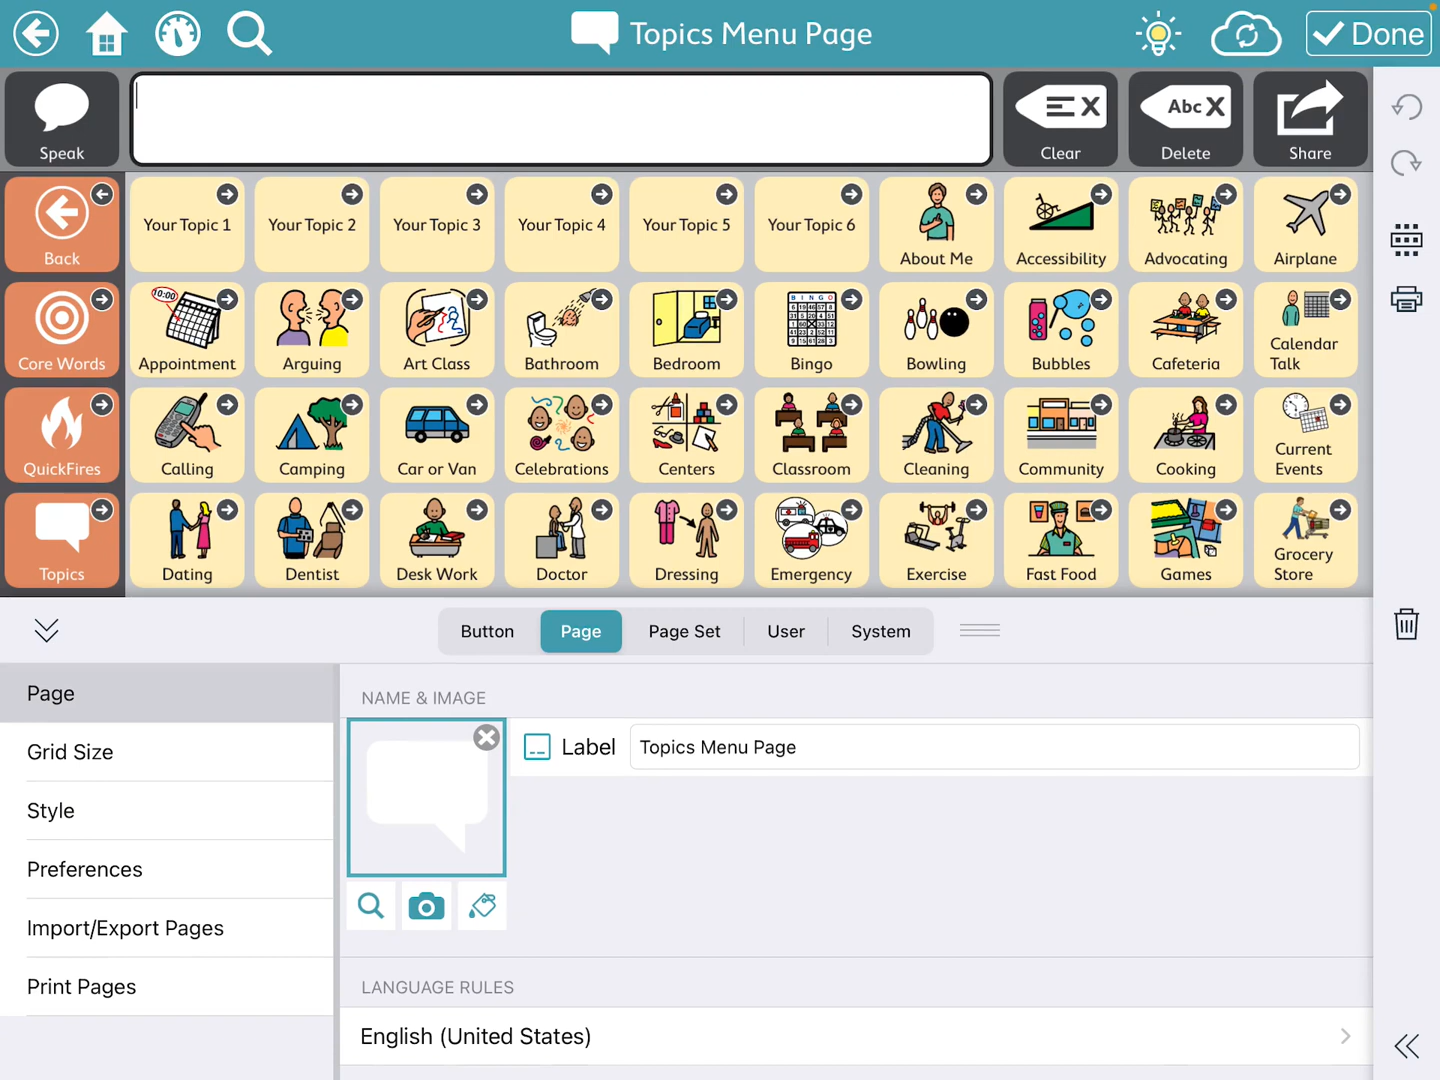 Topics Menu Page
Done
Speak
Clear
Abc X
Delete
Share
Back
Your Topic 1
Your Topic 2
Your Topic 3
Your Topic 4
Your Topic 5
Your Topic 6
About Me
Accessibility
Advocating
Airplane
Core Words
10:00
Appointment
Arguing
Art Class
Bathroom
Bedroom
BINGO
Bingo
Bowling
Bubbles
Cafeteria
Calendar
Talk
QuickFires
Calling
Camping
Car or Van
Celebrations
Centers
Classroom
Cleaning
Community
Cooking
Current
Events
Topics
Dating
Dentist
Desk Work
Doctor
Dressing
Emergency
Exercise
Fast Food
Games
Grocery
Store
Button
Page
Page Set
User
System
Page
Grid Size
Style
Preferences
Import/Export Pages
Print Pages
NAME & IMAGE
Label
Topics Menu Page
LANGUAGE RULES
English (United States)